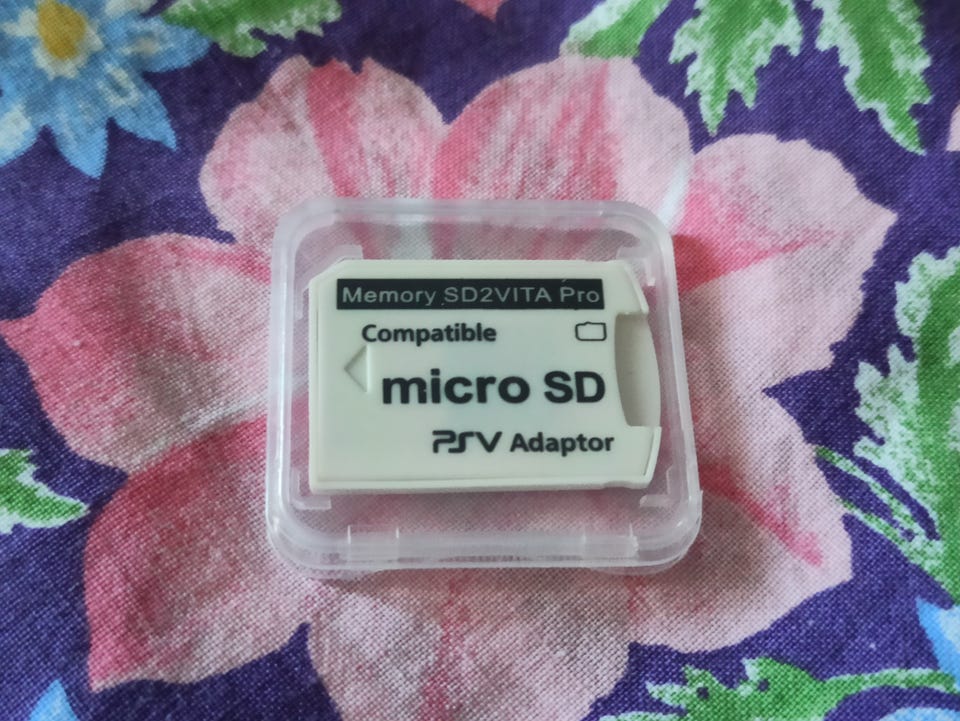 Memory SD2VITA Pro
Compatible
micro SD
PSV Adaptor